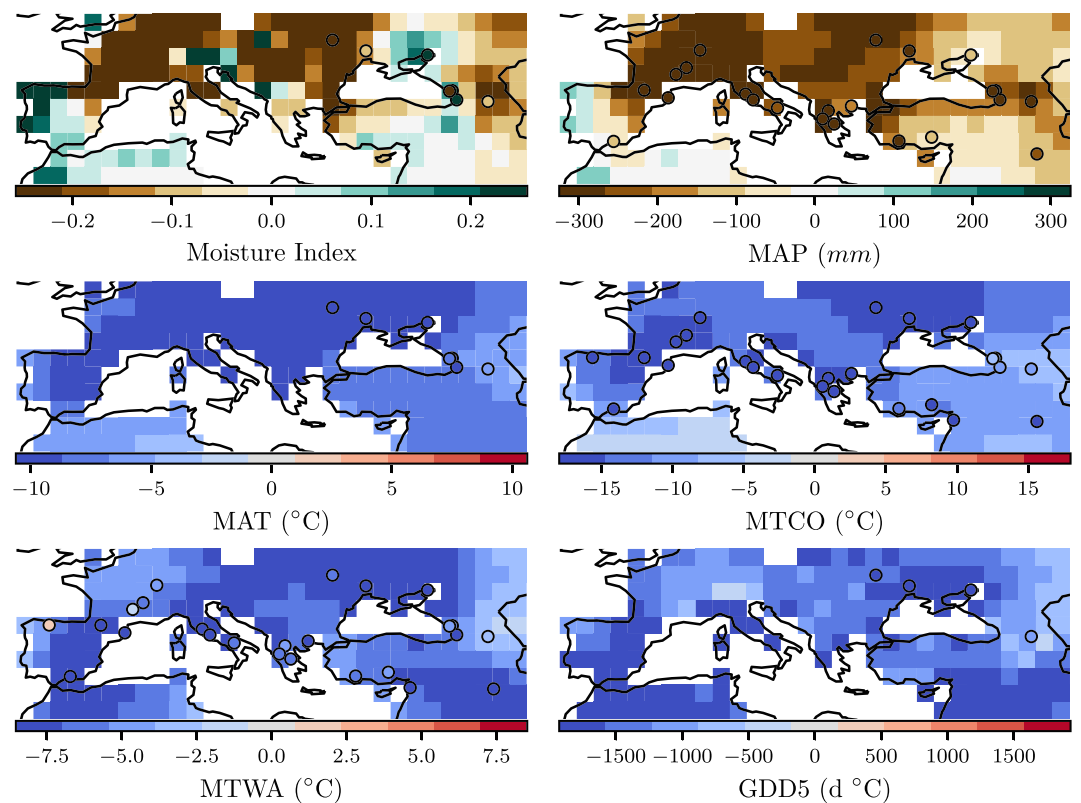 −0.2 −0.1 0.0 0.1 0.2
Moisture Index
−300 −200 −100 0 100 200 300
MAP (mm)
−10 −5 0 5 10
MAT (°C)
−15 −10 −5 0 5 10 15
MTCO (°C)
−7.5 −5.0 −2.5 0.0 2.5 5.0 7.5
MTWA (°C)
−1500 −1000 −500 0 500 1000 1500
GDD5 (d °C)